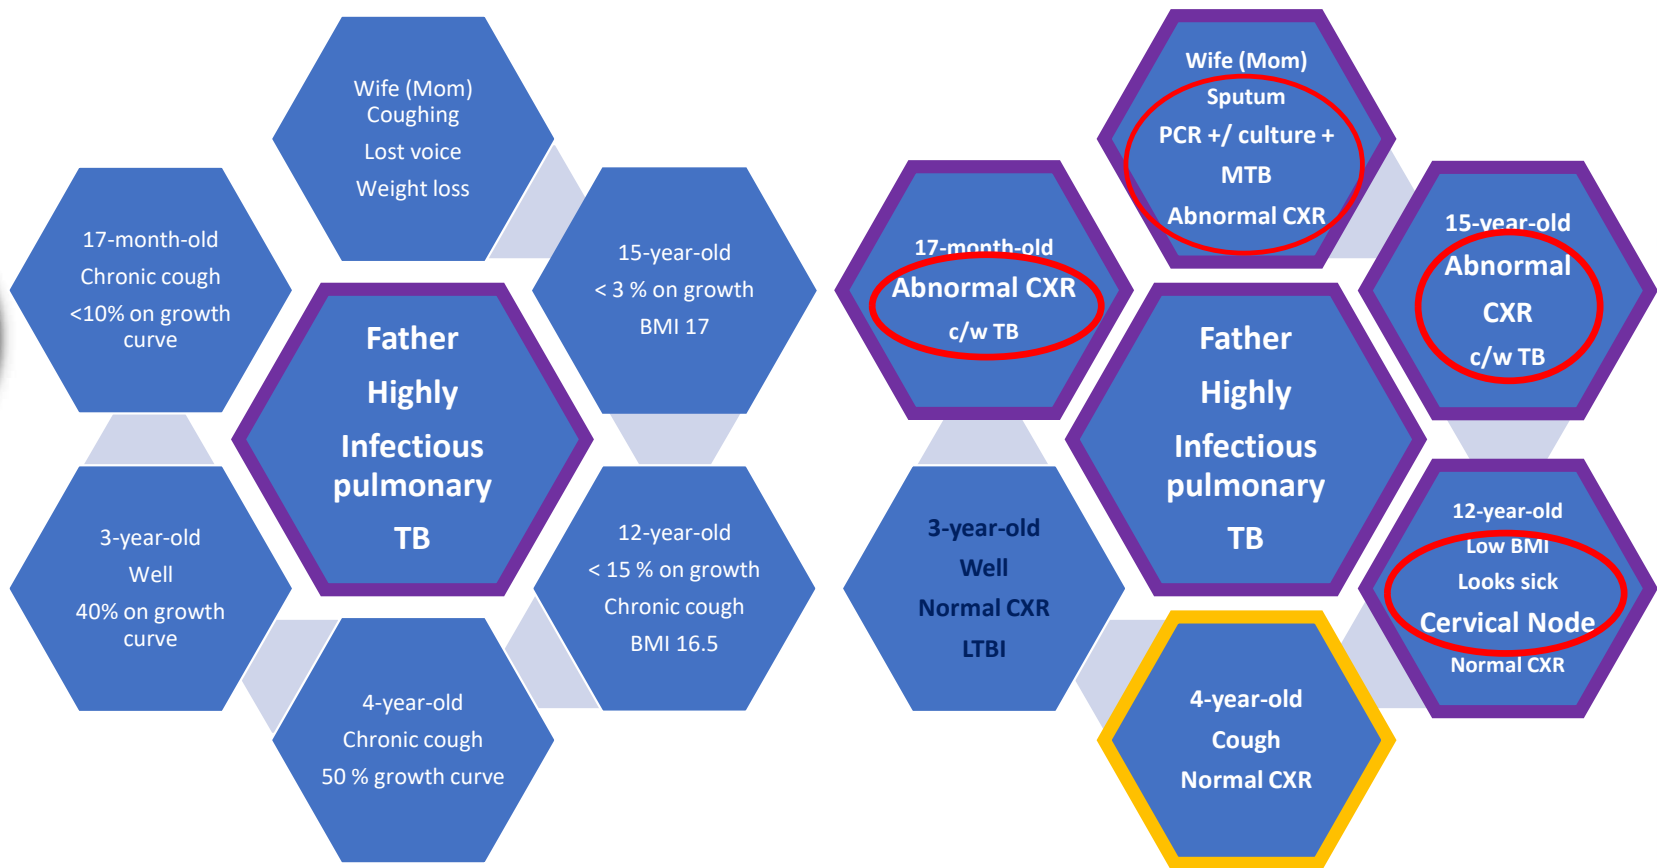 Wife (Mom)
Coughing
Lost voice
Weight loss
17-month-old
Chronic cough
<10% on growth
curve
15-year-old
< 3 % on growth
BMI 17
Father
Highly
Infectious
pulmonary
TB
3-year-old
Well
40% on growth
curve
12-year-old
< 15 % on growth
Chronic cough
BMI 16.5
4-year-old
Chronic cough
50 % growth curve
Wife (Mom)
Sputum
PCR +/ culture +
MTB
Abnormal CXR
17-month-old
Abnormal CXR
c/w TB
15-year-old
Abnormal
CXR
c/w TB
Father
Highly
Infectious
pulmonary
TB
3-year-old
Well
Normal CXR
LTBI
12-year-old
Low BMI
Looks sick
Cervical Node
Normal CXR
4-year-old
Cough
Normal CXR